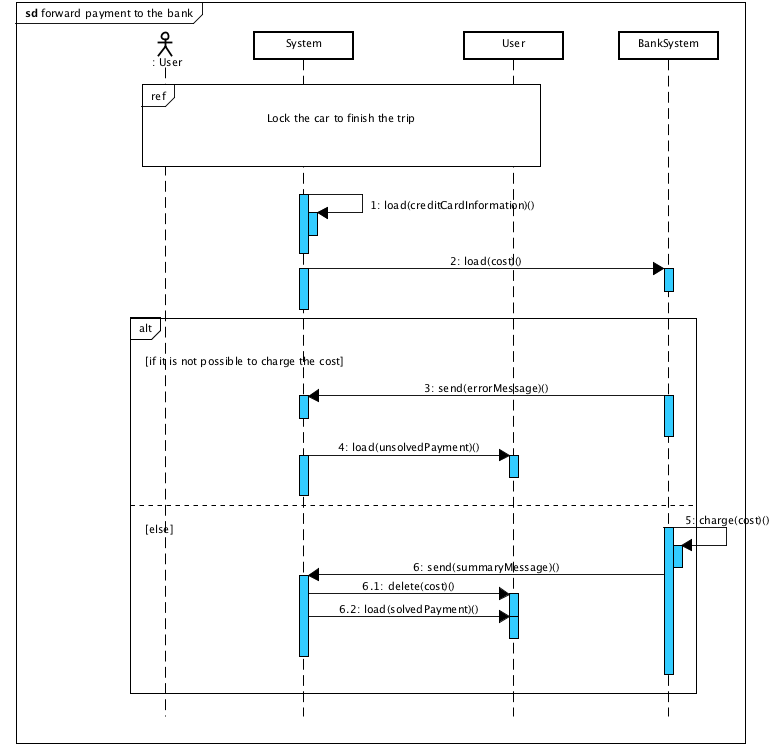 sd forward payment to the bank
: User
System
User
BankSystem
ref
Lock the car to finish the trip
1: load(creditCardInformation)()
2: load(cost)()
alt
[if it is not possible to charge the cost]
3: send(errorMessage)()
4: load(unsolvedPayment)()
[else]
5: charge(cost)()
6: send(summaryMessage)()
6.1: delete(cost)()
6.2: load(solvedPayment)()